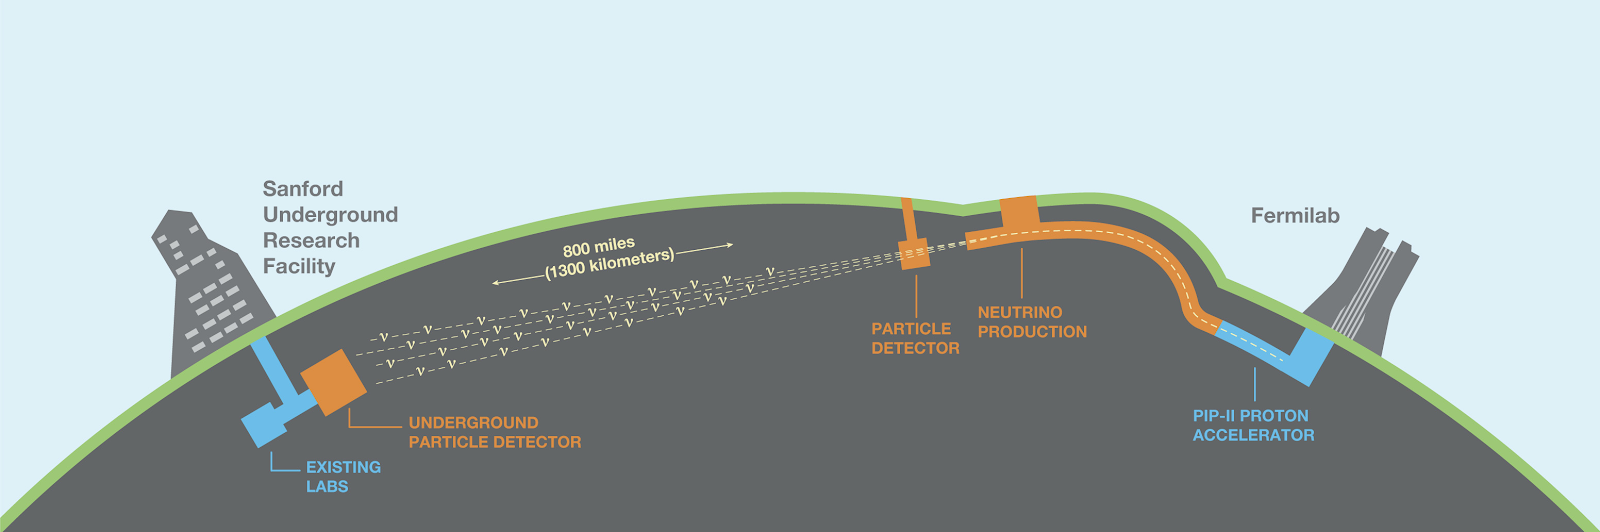 Sanford
Underground
Research
Facility
Fermilab
800 miles
(1300 kilometers)
ν ν ν ν ν ν ν ν ν ν
ν ν ν ν ν ν ν
ν ν ν ν ν ν ν
ν ν ν ν ν ν ν ν
PARTICLE
DETECTOR
NEUTRINO
PRODUCTION
UNDERGROUND
PARTICLE DETECTOR
PIP-II PROTON
ACCELERATOR
EXISTING
LABS